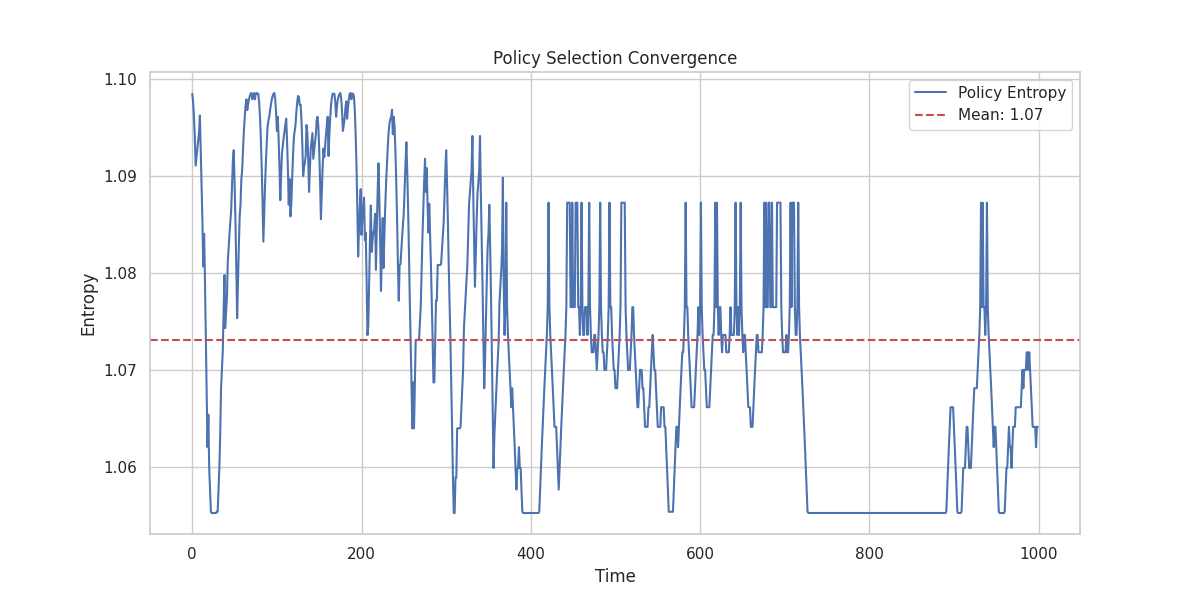 Policy Selection Convergence
1.10
1.09
1.08
1.07
1.06
Entropy
Policy Entropy
Mean: 1.07
0
200
400
600
800
1000
Time